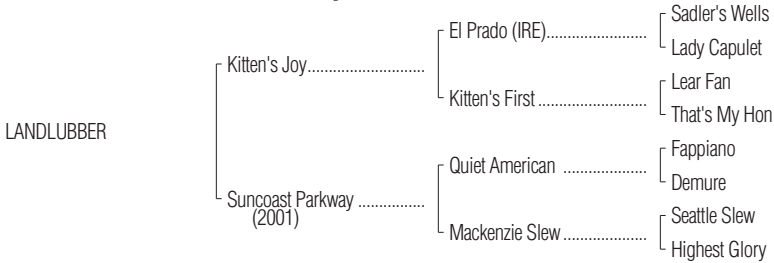 Sadler's Wells
El Prado (IRE)........................
Lady Capulet
Kitten's Joy............................
Lear Fan
Kitten's First ..........................
That's My Hon
LANDLUBBER
Fappiano
Quiet American ....................
Demure
Suncoast Parkway ................
(2001)
Seattle Slew
Mackenzie Slew....................
Highest Glory